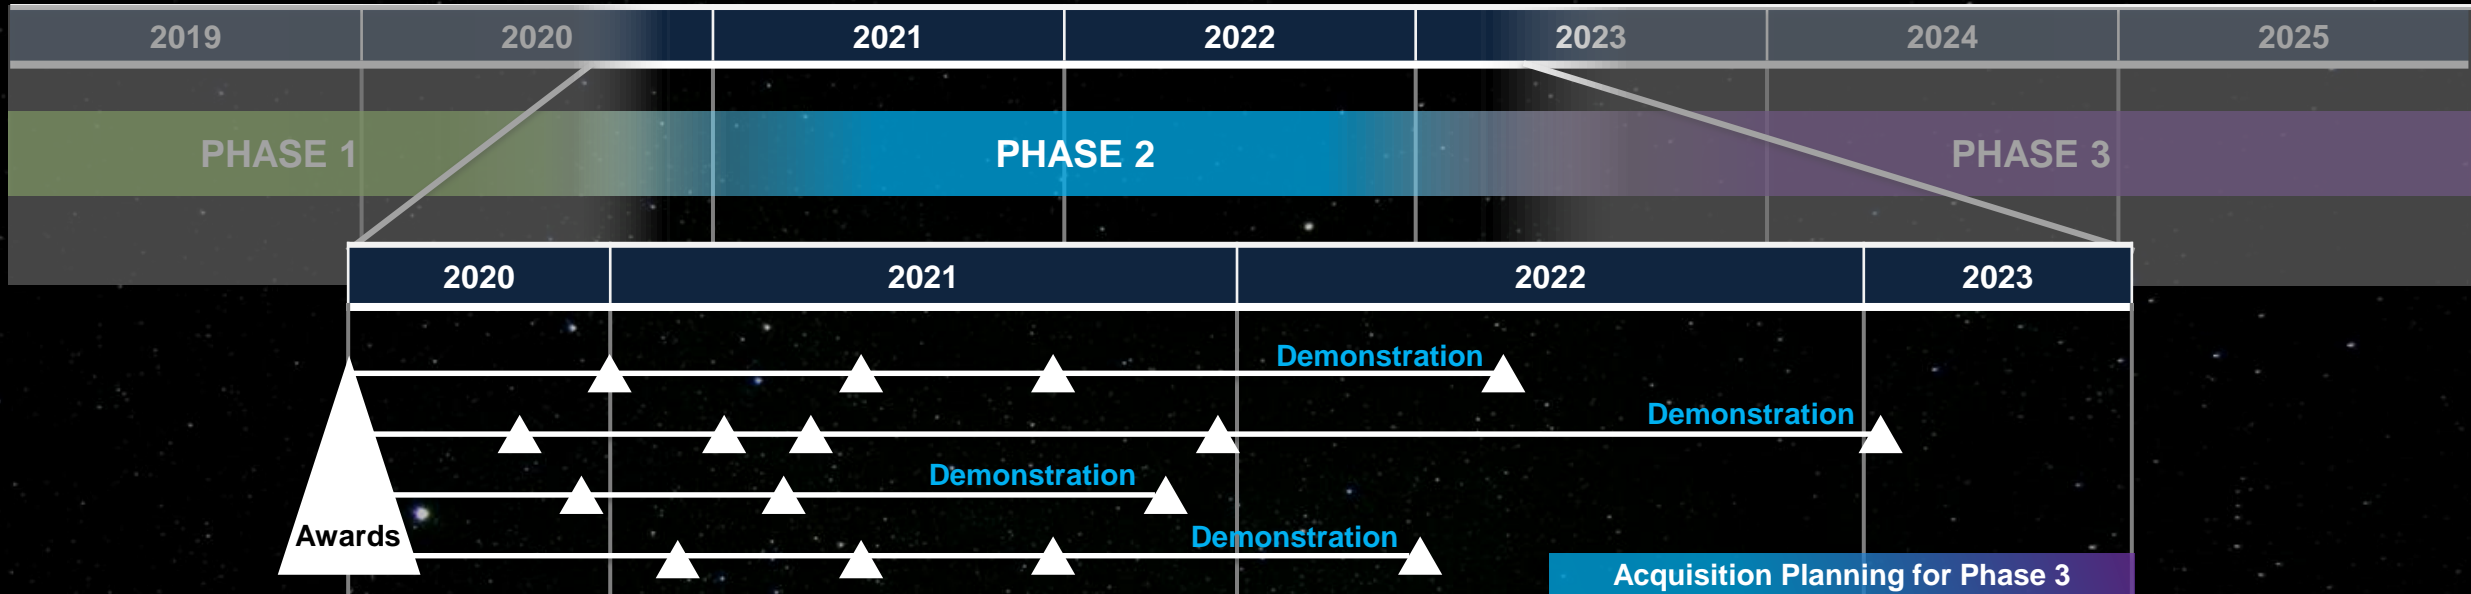 2019 2020 2021 2022 2023 2024 2025
PHASE 1 PHASE 2 PHASE 3
2020 2021 2022 2023
Demonstration
Demonstration
Demonstration
Awards Demonstration
Acquisition Planning for Phase 3